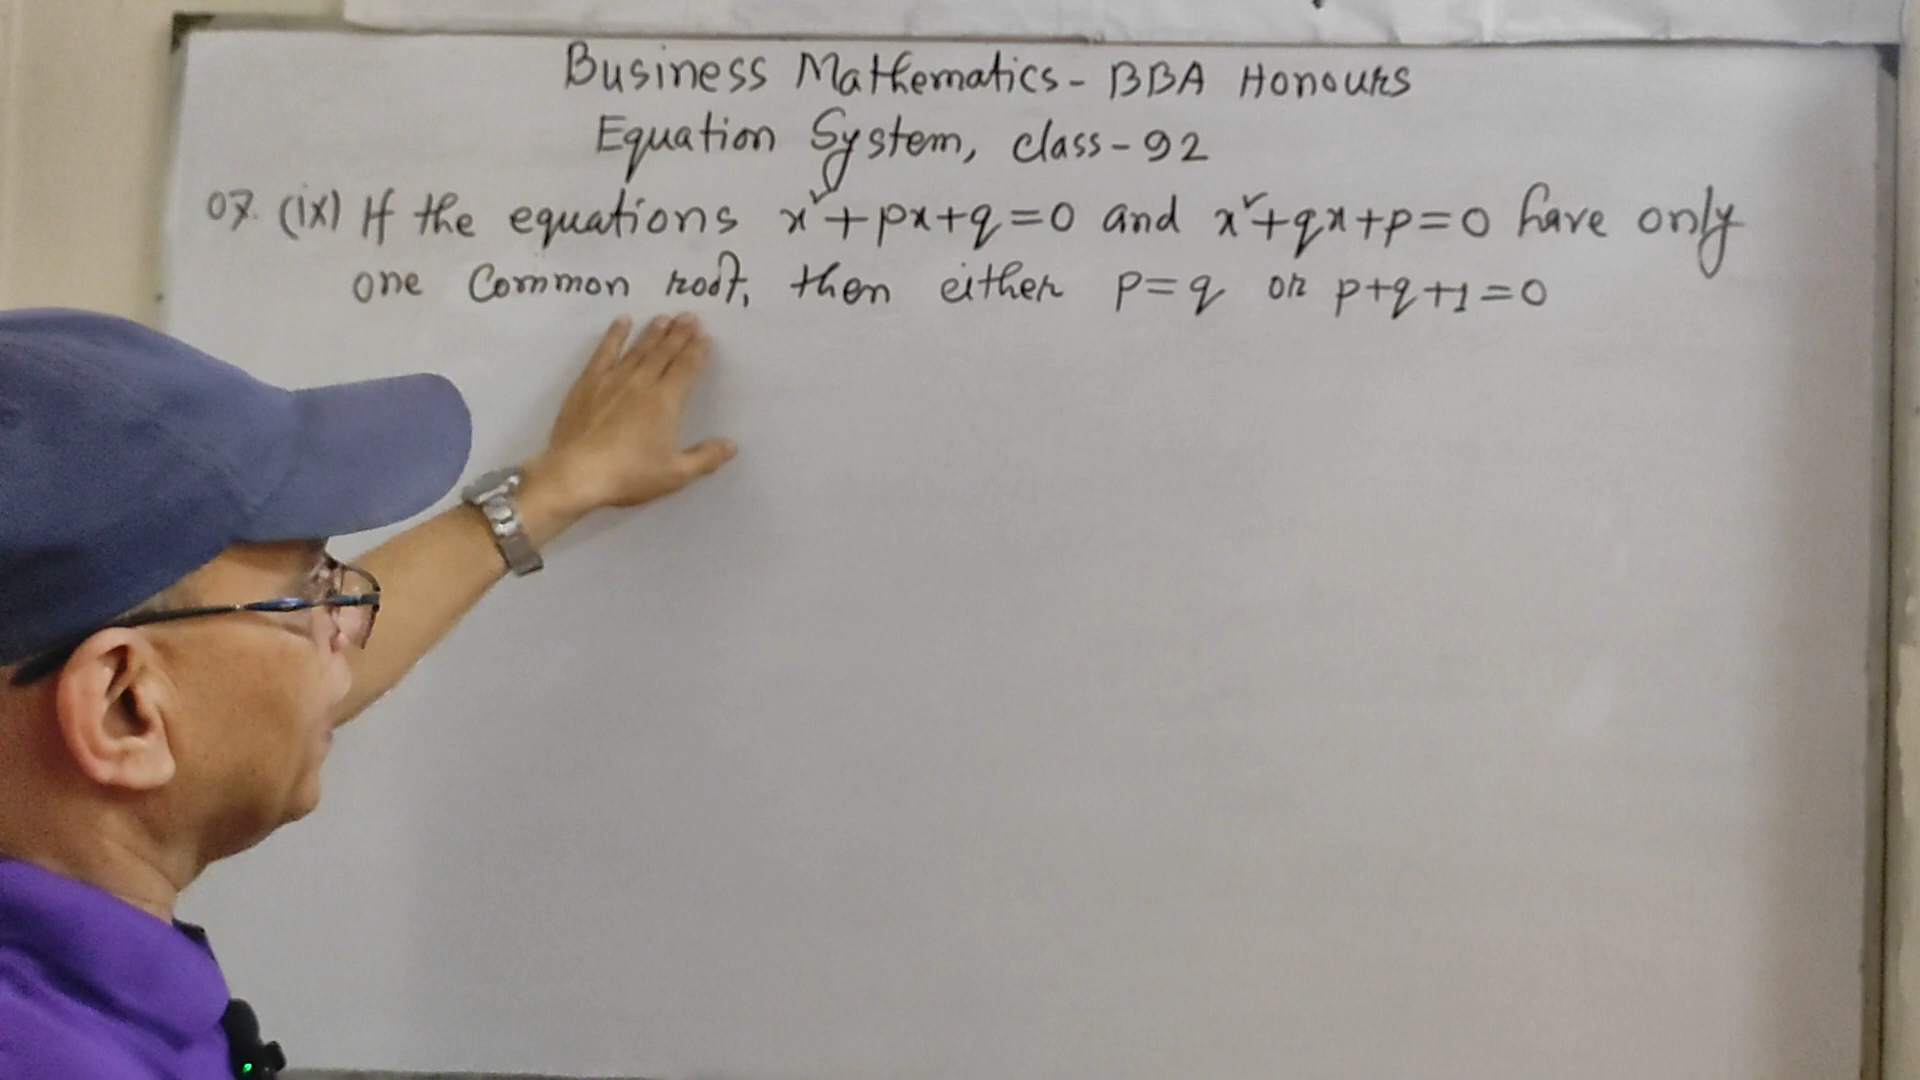 Business Mathematics - BBA Honours
Equation System, class - 92
07. (ix) If the equations x²+px+q=0 and x²+qx+p=0 have only
one common root, then either p=q or p+q+1=0